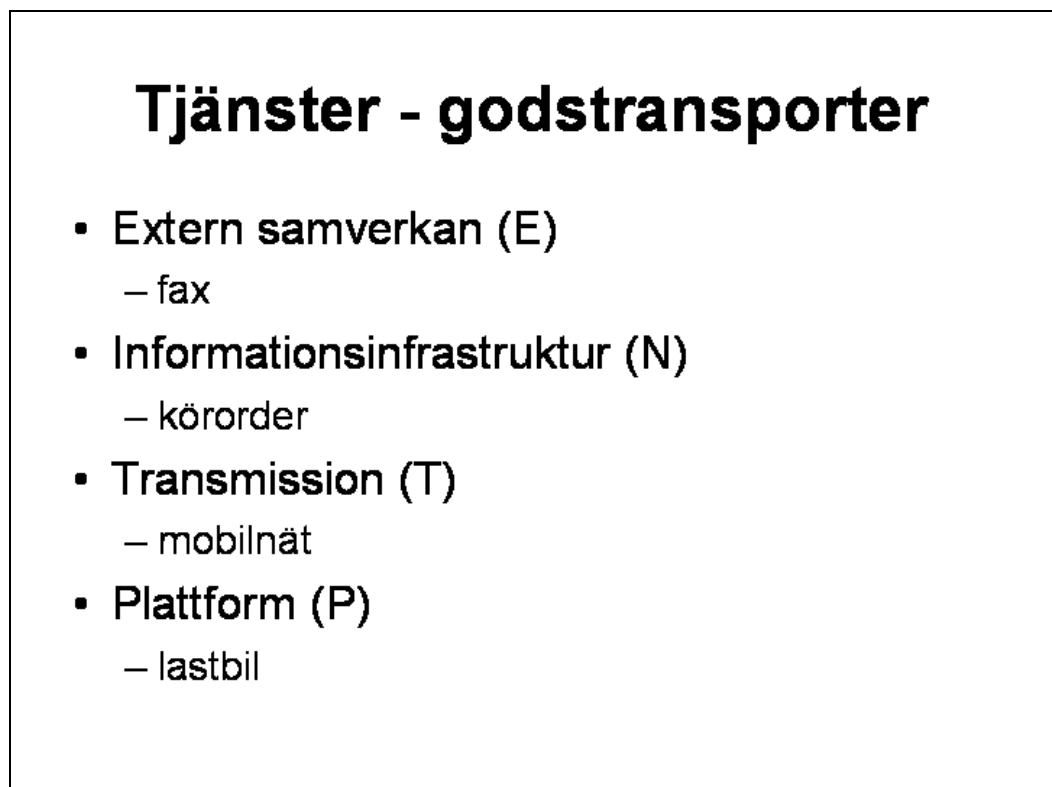 Tjänster - godstransporter
• Extern samverkan (E)
– fax
• Informationsinfrastruktur (N)
– körorder
• Transmission (T)
– mobilnät
• Plattform (P)
– lastbil